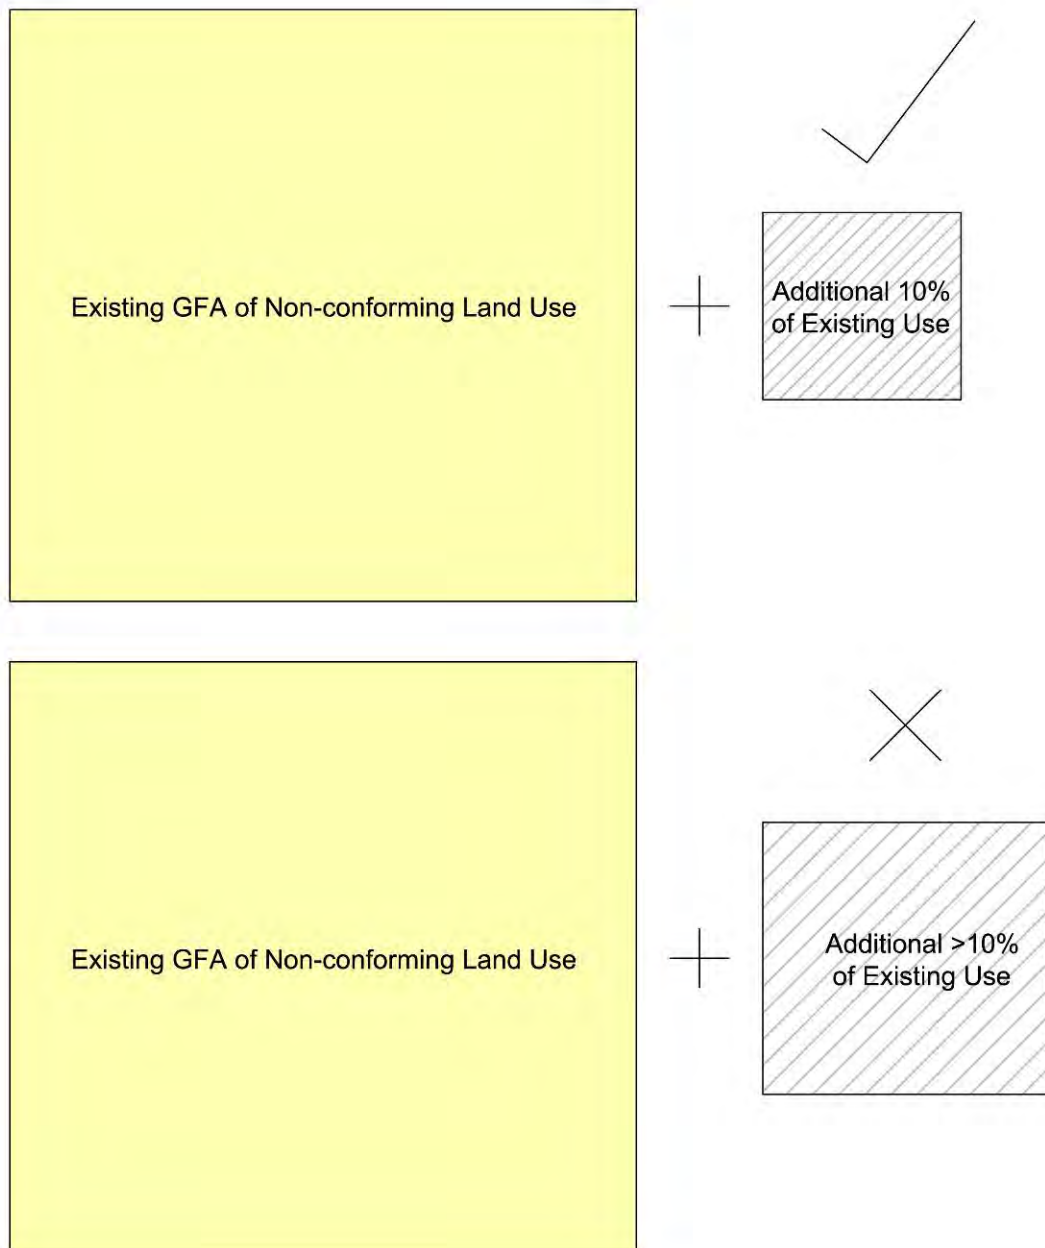 Existing GFA of Non-conforming Land Use
Additional 10%
of Existing Use
Existing GFA of Non-conforming Land Use
Additional >10%
of Existing Use